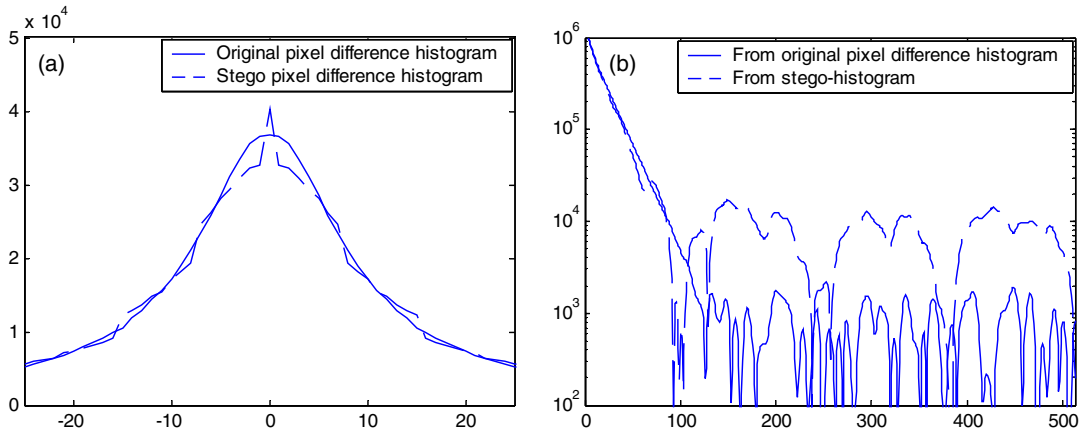 x 10^4
5
4
3
2
1
0
(a)
Original pixel difference histogram
Stego pixel difference histogram
-20 -10 0 10 20
10^6
10^5
10^4
10^3
10^2
(b)
From original pixel difference histogram
From stego-histogram
0 100 200 300 400 500